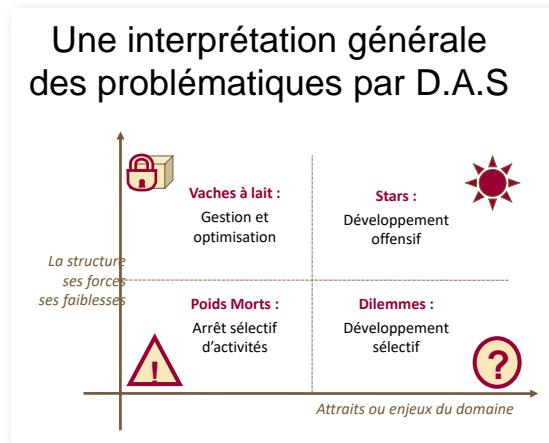 Une interprétation générale
des problématiques par D.A.S
Vaches à lait :
Gestion et
optimisation
Stars :
Développement
offensif
La structure
ses forces
ses faiblesses
Poids Morts :
Arrêt sélectif
d'activités
Dilemmes :
Développement
sélectif
!
?
Attraits ou enjeux du domaine